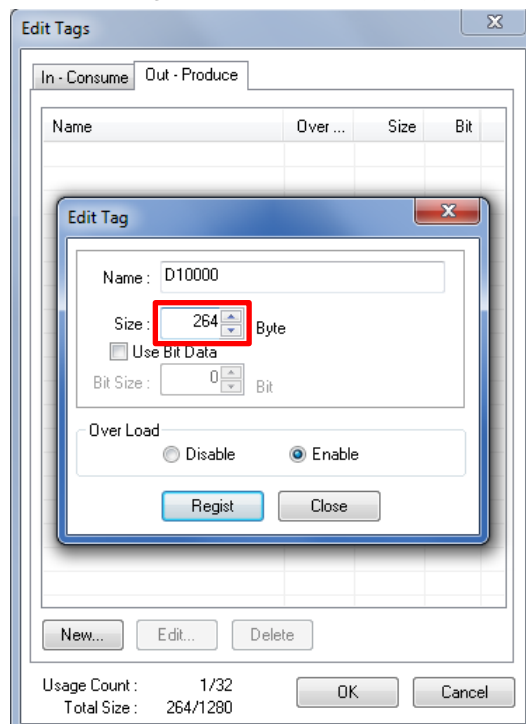 Edit Tags
In - Consume Out - Produce
Name Over ... Size Bit
Edit Tag
Name : D10000
Size : 264 Byte
Use Bit Data
Bit Size : 0 Bit
Over Load
Disable Enable
Regist Close
New... Edit... Delete
Usage Count : 1/32
Total Size : 264/1280
OK Cancel